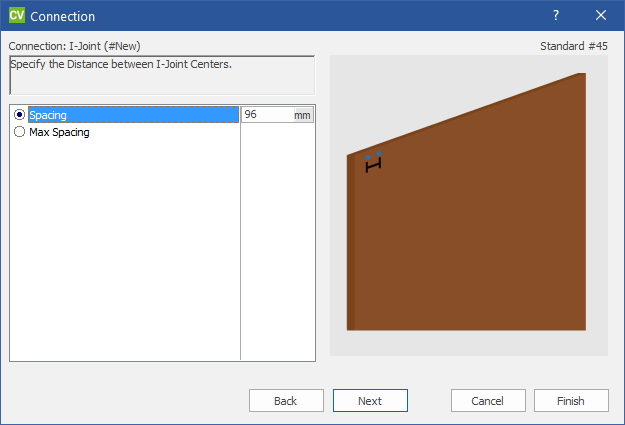 CV Connection ?
Connection: I-Joint (#New) Standard #45
Specify the Distance between I-Joint Centers.
Spacing 96 mm
Max Spacing
Back Next Cancel Finish